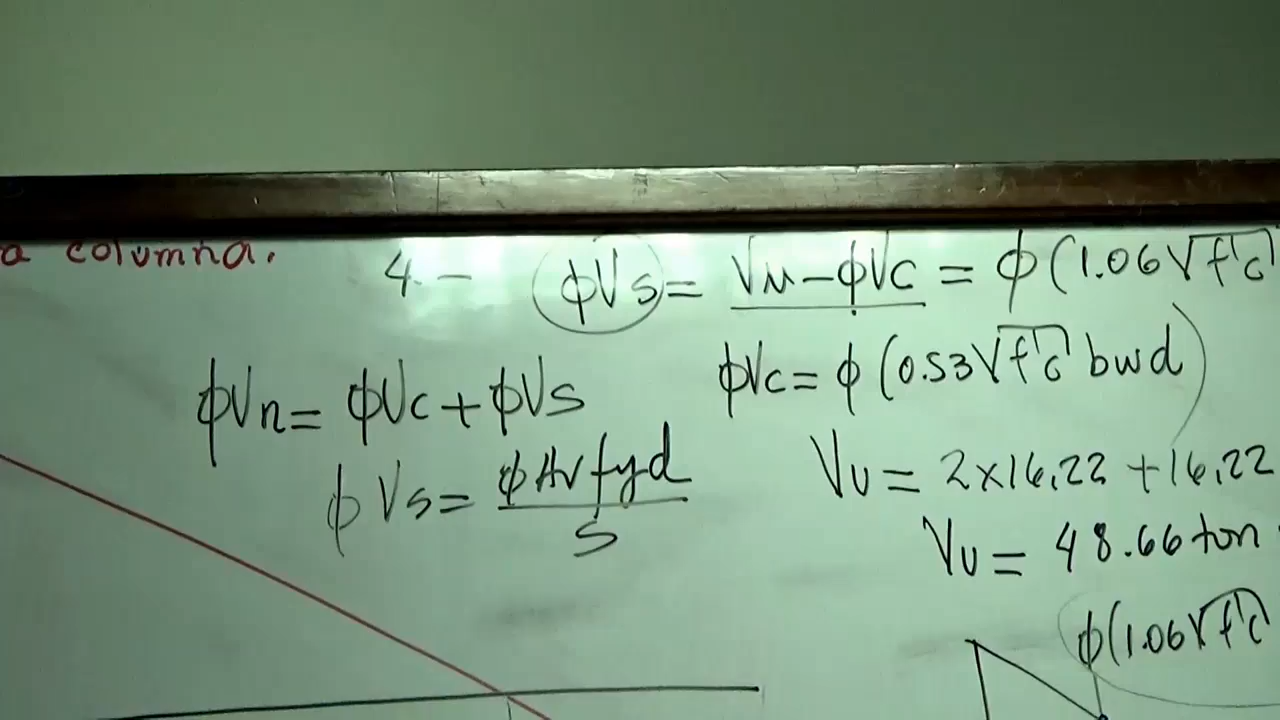 a columna.
4.- ϕVs = Vu-ϕVc = ϕ(1.06√f'c
ϕVn = ϕVc + ϕVs
ϕVc = ϕ(0.53√f'c bwd)
ϕVs = ϕAvfyd / s
Vu = 2x16.22 + 16.22
Vu = 48.66 ton
ϕ(1.06√f'c